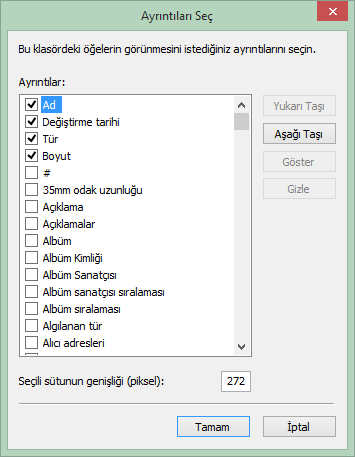 Ayrıntıları Seç
Bu klasördeki öğelerin görünmesini istediğiniz ayrıntılarını seçin.
Ayrıntılar:
Ad
Değiştirme tarihi
Tür
Boyut
#
35mm odak uzunluğu
Açıklama
Açıklamalar
Albüm
Albüm Kimliği
Albüm Sanatçısı
Albüm sanatçısı sıralaması
Albüm sıralaması
Algılanan tür
Alıcı adresleri
Yukarı Taşı
Aşağı Taşı
Göster
Gizle
Seçili sütunun genişliği (piksel): 272
Tamam İptal